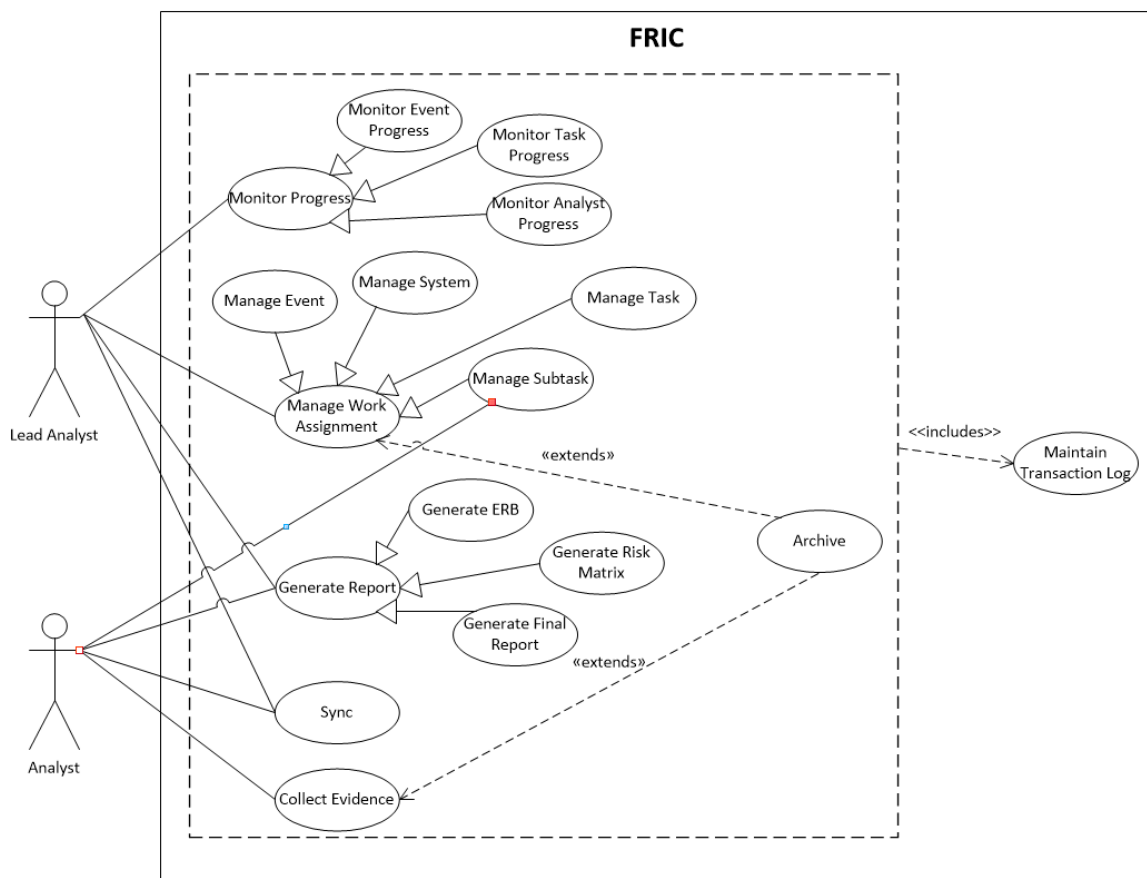 FRIC
Monitor Event
Progress
Monitor Task
Progress
Monitor Progress
Monitor Analyst
Progress
Manage System
Manage Event
Manage Task
Manage Subtask
Manage Work
Assignment
Lead Analyst
<<includes>>
Maintain
Transaction Log
«extends»
Generate ERB
Archive
Generate Risk
Matrix
Generate Report
Generate Final
Report
«extends»
Sync
Analyst
Collect Evidence